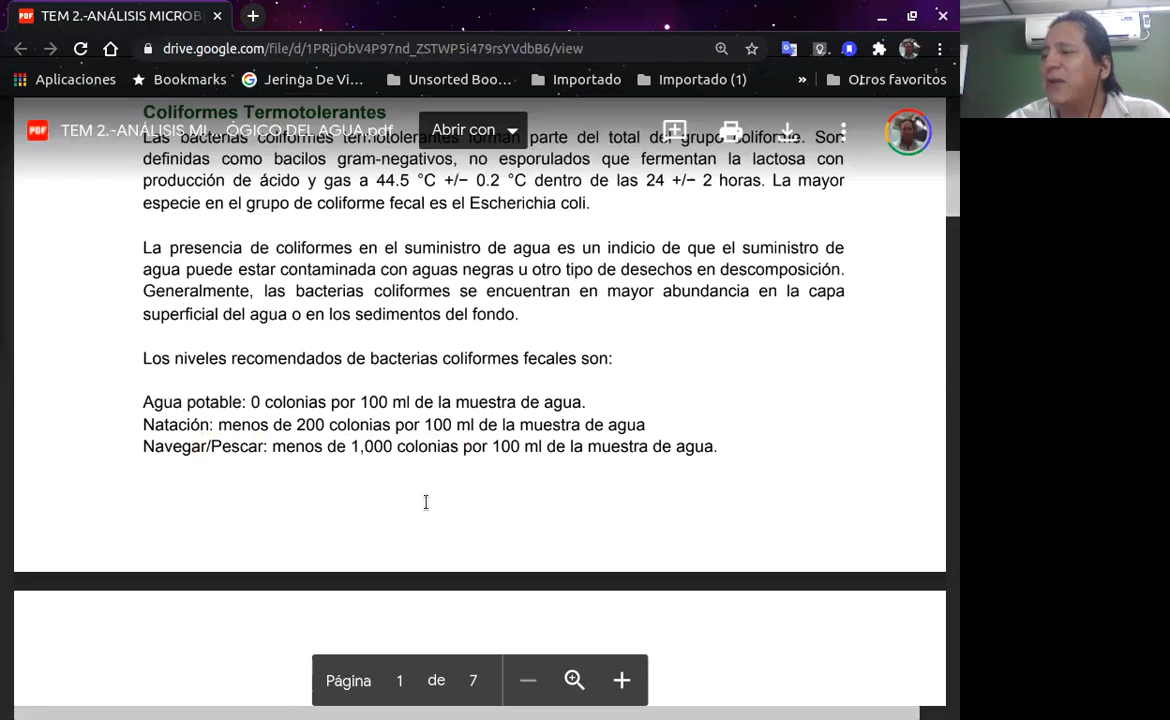 TEM 2.-ANÁLISIS MICROB
drive.google.com/file/d/1PRjjObV4P97nd_ZSTWPSi479rsYVdbB6/view
Aplicaciones Bookmarks Jeringa De Vi... Unsorted Boo... Importado Importado (1) » Otros favoritos
Coliformes Termotolerantes
TEM 2.-ANÁLISIS MI... ÓGICO DEL AGUA.pdf Abrir con
Las bacterias coliformes termotolerantes forman parte del total del grupo coliforme. Son
definidas como bacilos gram-negativos, no esporulados que fermentan la lactosa con
producción de ácido y gas a 44.5 °C +/− 0.2 °C dentro de las 24 +/− 2 horas. La mayor
especie en el grupo de coliforme fecal es el Escherichia coli.
La presencia de coliformes en el suministro de agua es un indicio de que el suministro de
agua puede estar contaminada con aguas negras u otro tipo de desechos en descomposición.
Generalmente, las bacterias coliformes se encuentran en mayor abundancia en la capa
superficial del agua o en los sedimentos del fondo.
Los niveles recomendados de bacterias coliformes fecales son:
Agua potable: 0 colonias por 100 ml de la muestra de agua.
Natación: menos de 200 colonias por 100 ml de la muestra de agua
Navegar/Pescar: menos de 1,000 colonias por 100 ml de la muestra de agua.
Página 1 de 7